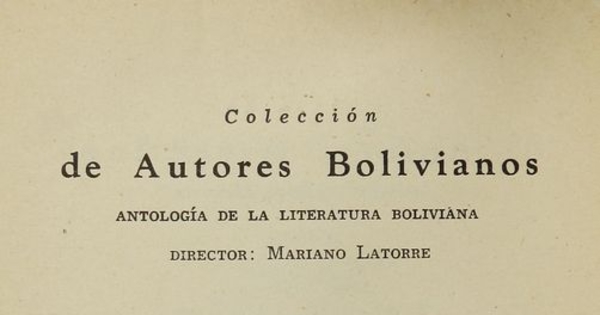 Colección
de Autores Bolivianos
ANTOLOGÍA DE LA LITERATURA BOLIVIANA
DIRECTOR: MARIANO LATORRE